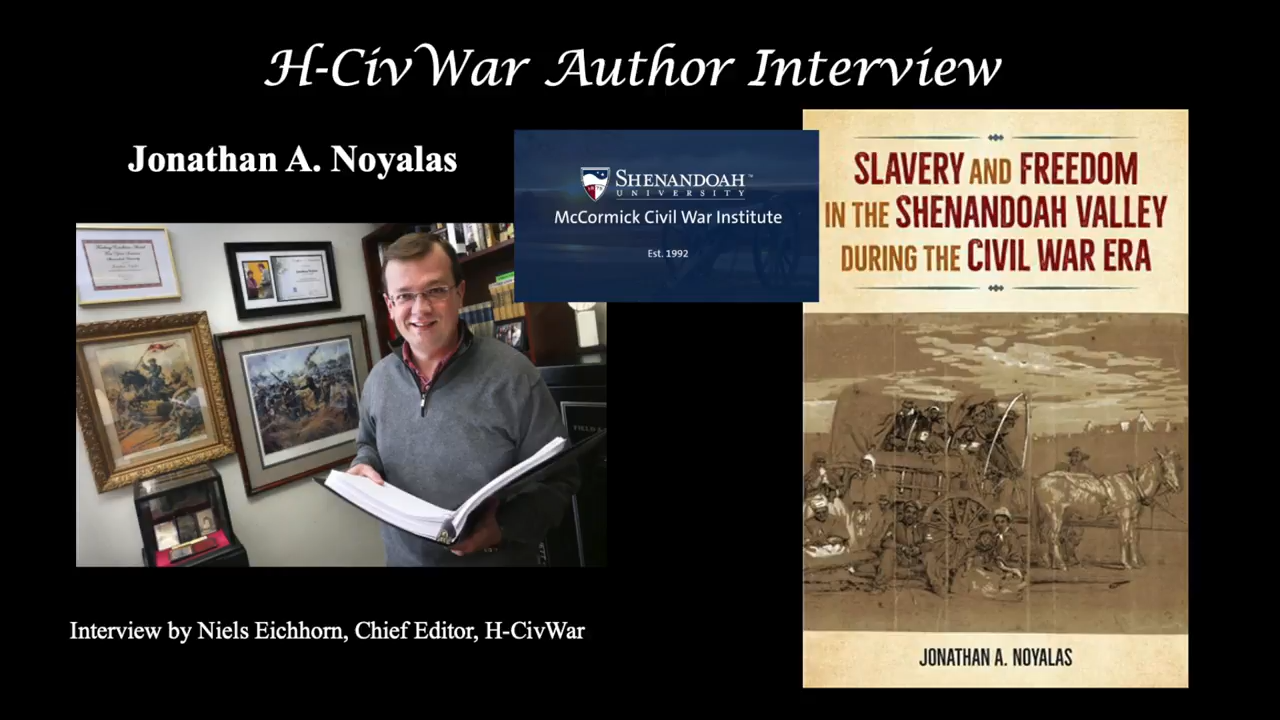 H-CivWar Author Interview
Jonathan A. Noyalas
SHENANDOAH™
UNIVERSITY
McCormick Civil War Institute
Est. 1992
SLAVERY AND FREEDOM
IN THE SHENANDOAH VALLEY
DURING THE CIVIL WAR ERA
JONATHAN A. NOYALAS
Interview by Niels Eichhorn, Chief Editor, H-CivWar